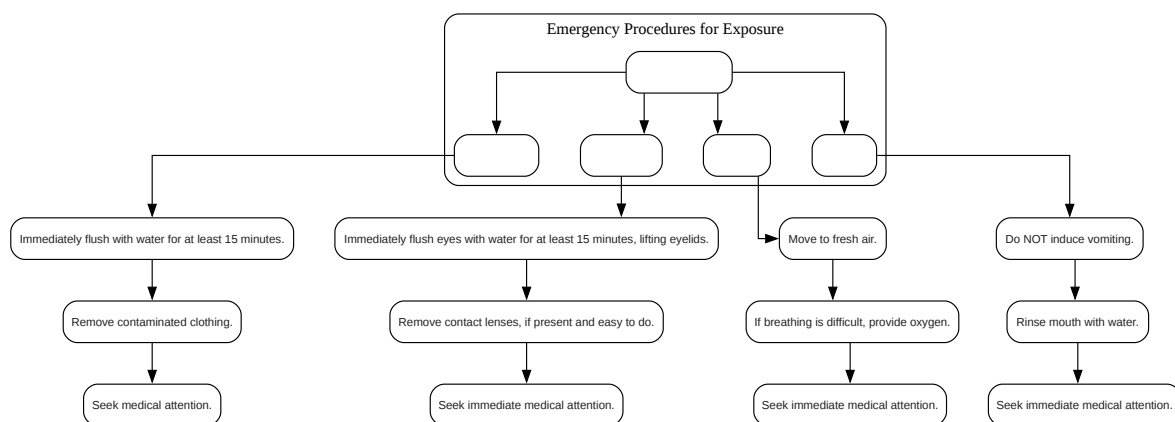 Emergency Procedures for Exposure
Immediately flush with water for at least 15 minutes.
Immediately flush eyes with water for at least 15 minutes, lifting eyelids.
Move to fresh air.
Do NOT induce vomiting.
Remove contaminated clothing.
Remove contact lenses, if present and easy to do.
If breathing is difficult, provide oxygen.
Rinse mouth with water.
Seek medical attention.
Seek immediate medical attention.
Seek immediate medical attention.
Seek immediate medical attention.